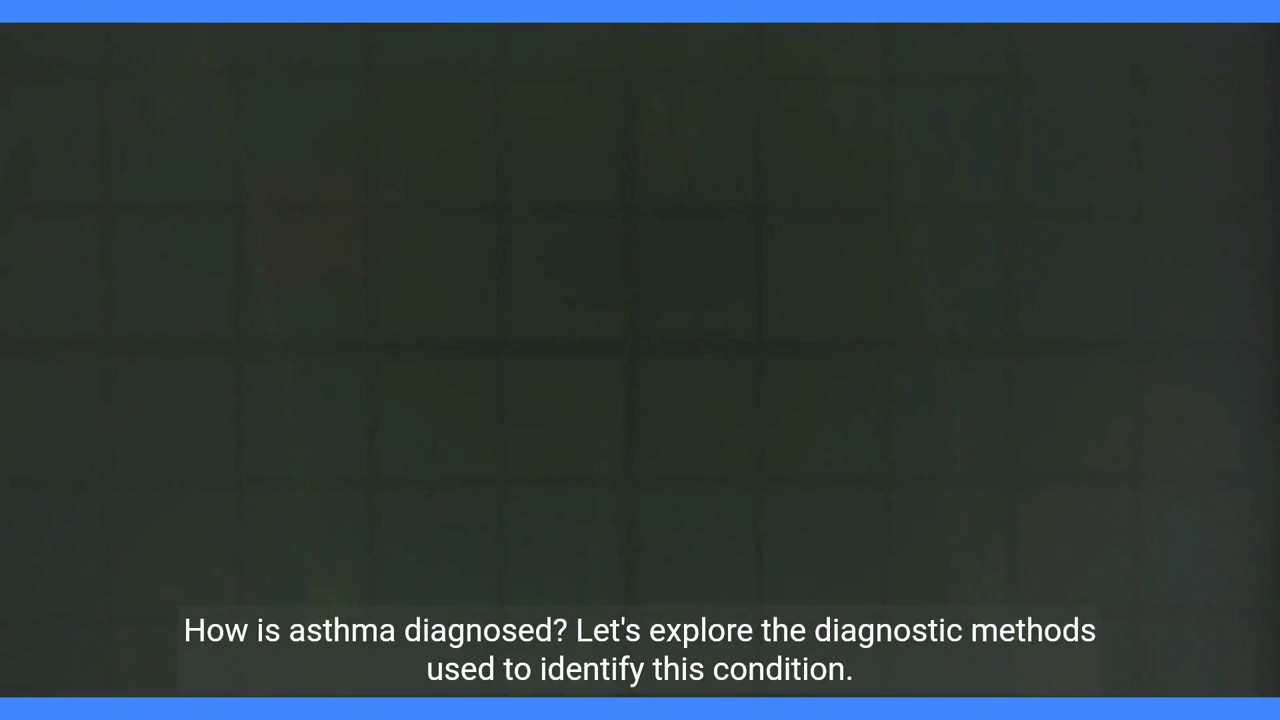 How is asthma diagnosed? Let's explore the diagnostic methods
used to identify this condition.